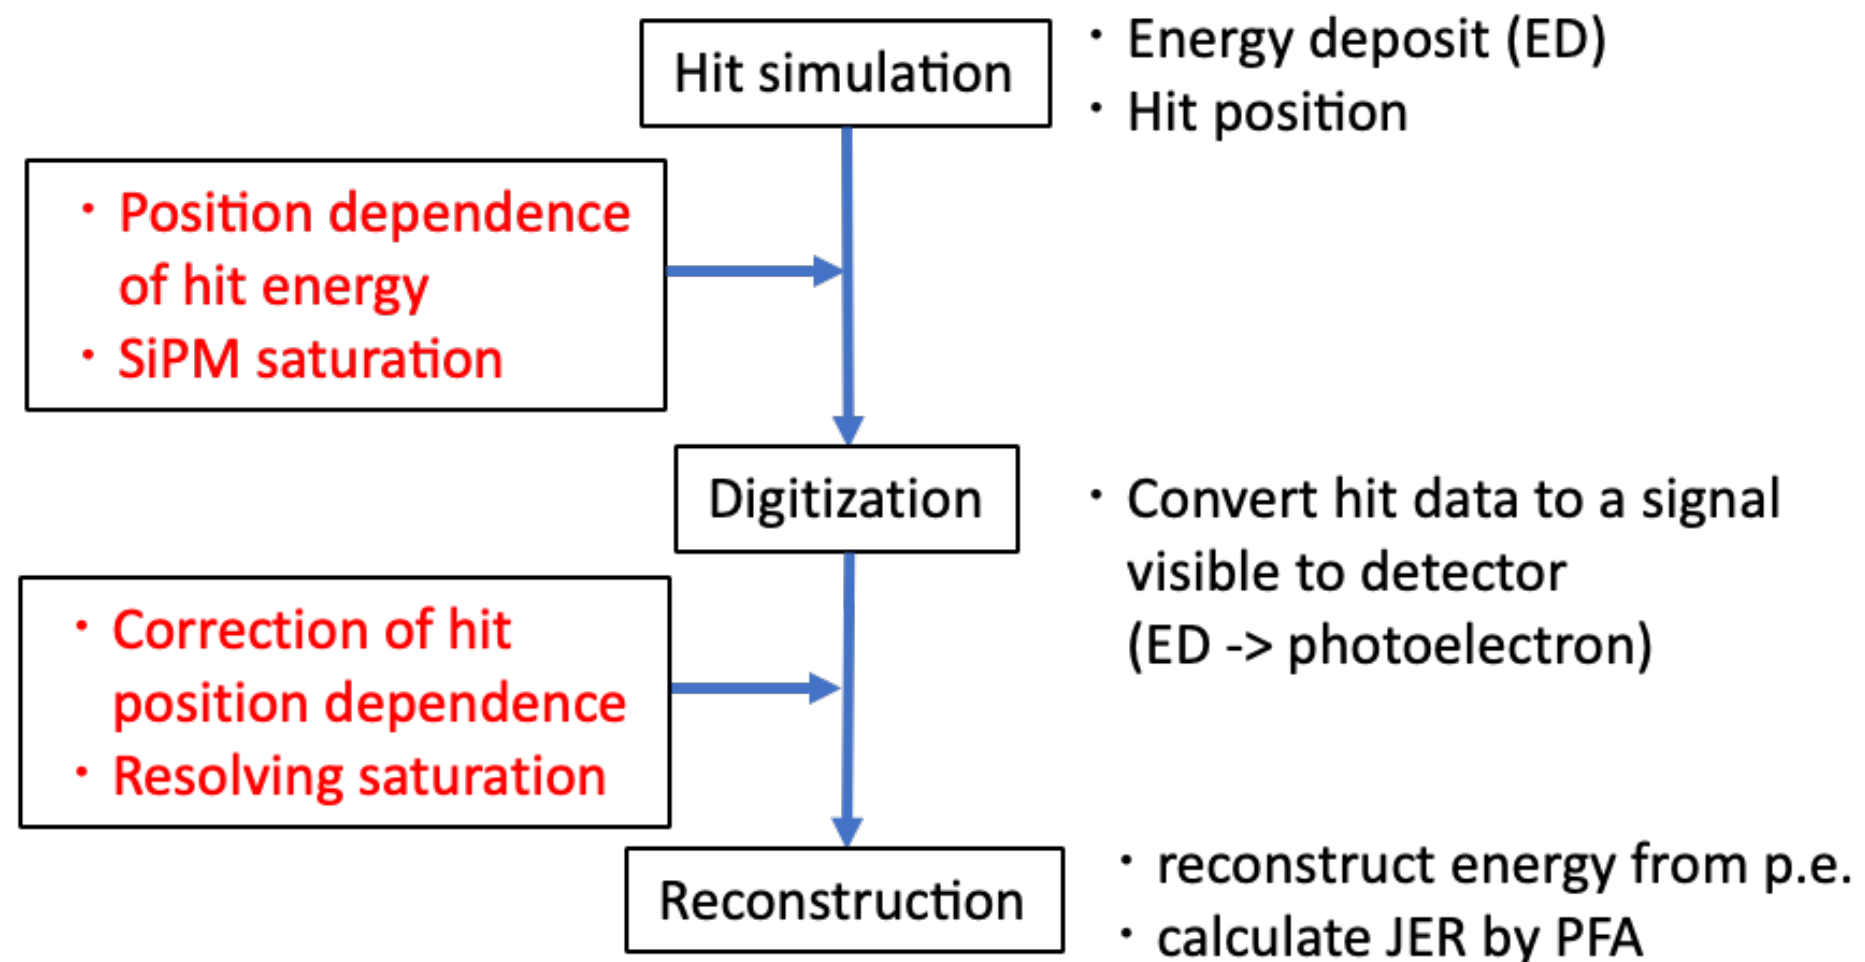 Hit simulation
・Energy deposit (ED)
・Hit position
・Position dependence
of hit energy
・SiPM saturation
Digitization
・Convert hit data to a signal
visible to detector
(ED -> photoelectron)
・Correction of hit
position dependence
・Resolving saturation
Reconstruction
・reconstruct energy from p.e.
・calculate JER by PFA